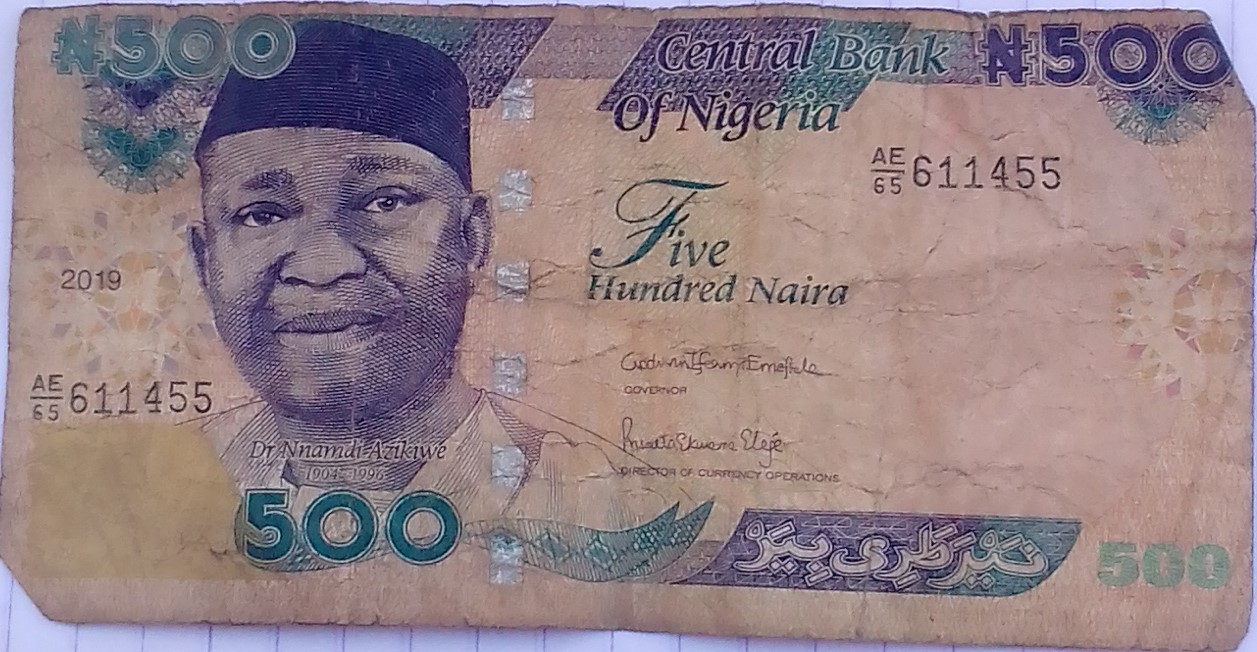 ₦500
Central Bank
Of Nigeria
₦500
AE/65 611455
Five
Hundred Naira
2019
AE/65 611455
GOVERNOR
DIRECTOR OF CURRENCY OPERATIONS
Dr Nnamdi Azikiwe
1904-1996
500
500